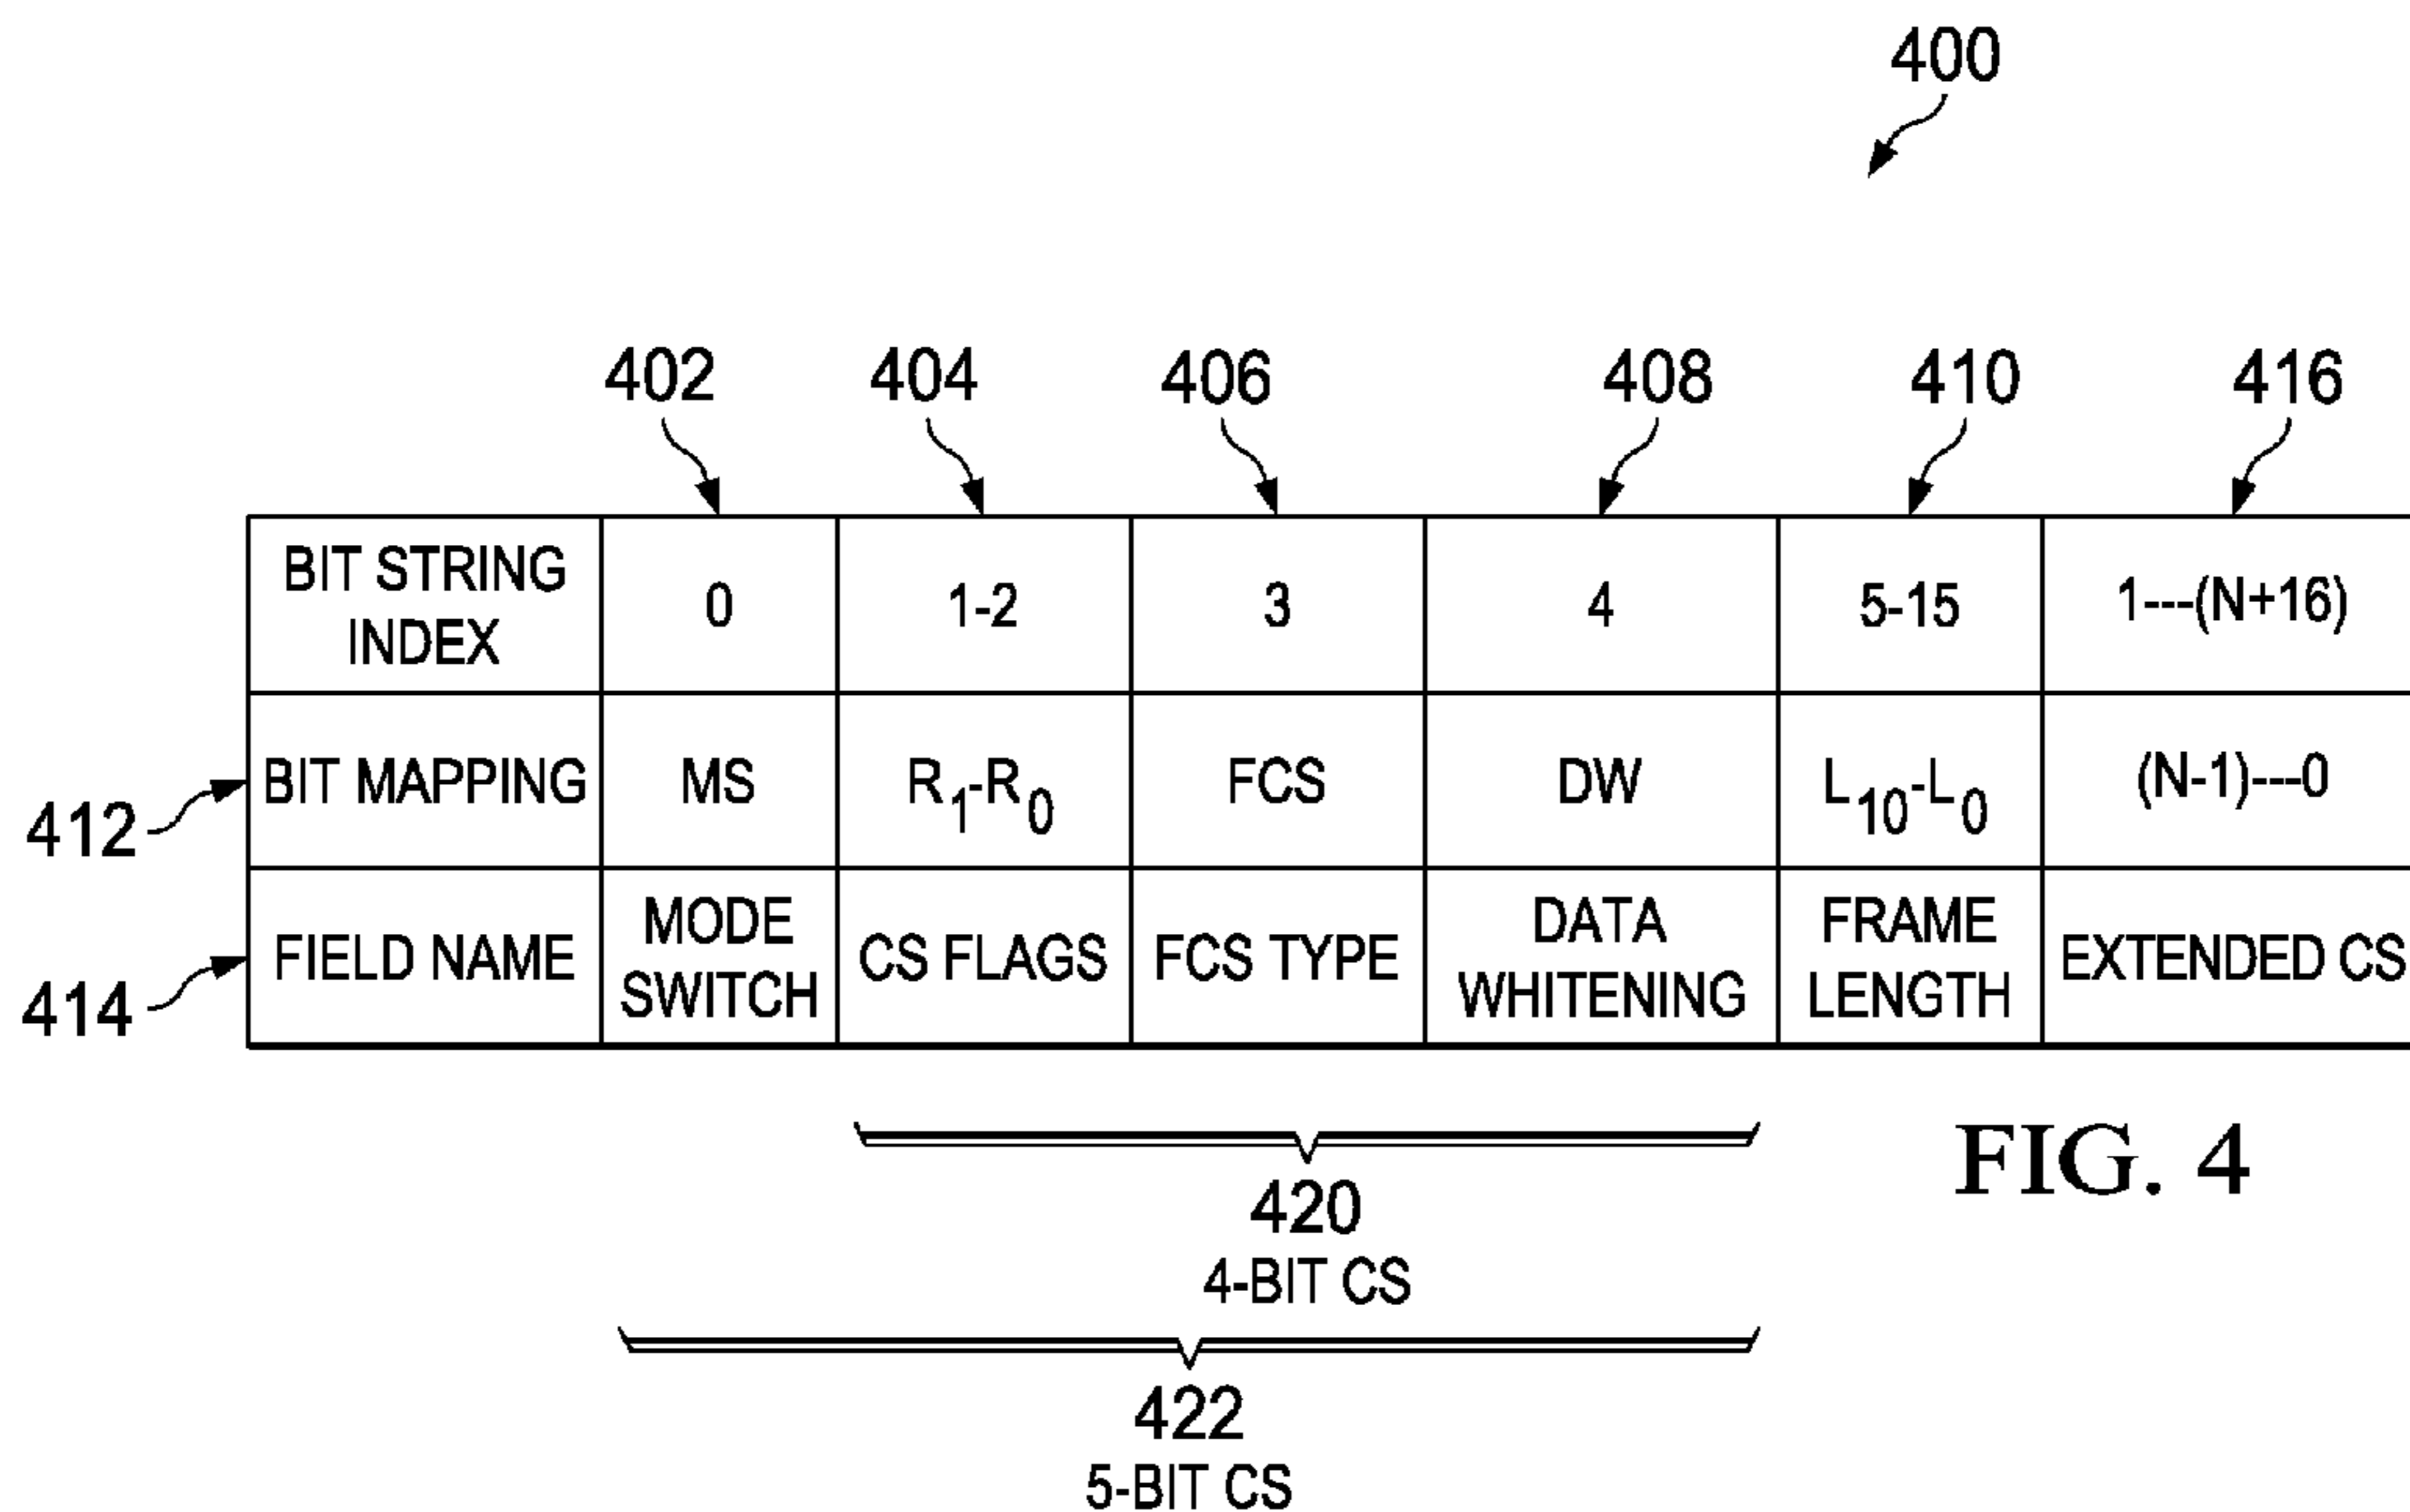 400
402 404 406 408 410 416
BIT STRING INDEX 0 1-2 3 4 5-15 1---(N+16)
412 BIT MAPPING MS R1-R0 FCS DW L10-L0 (N-1)---0
414 FIELD NAME MODE SWITCH CS FLAGS FCS TYPE DATA WHITENING FRAME LENGTH EXTENDED CS
420
4-BIT CS
422
5-BIT CS
FIG. 4